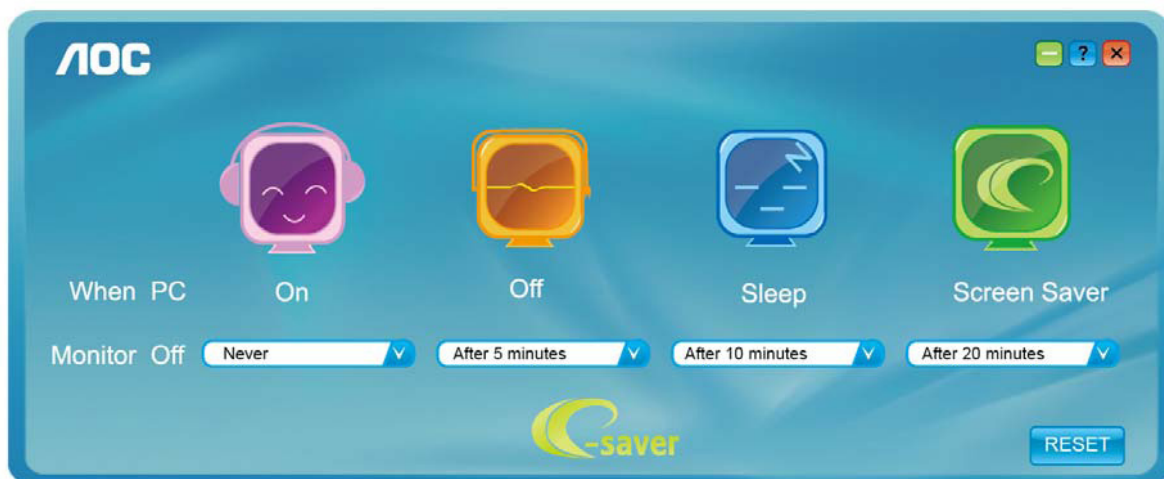 AOC
?
When PC On Off Sleep Screen Saver
Monitor Off Never After 5 minutes After 10 minutes After 20 minutes
e-saver
RESET